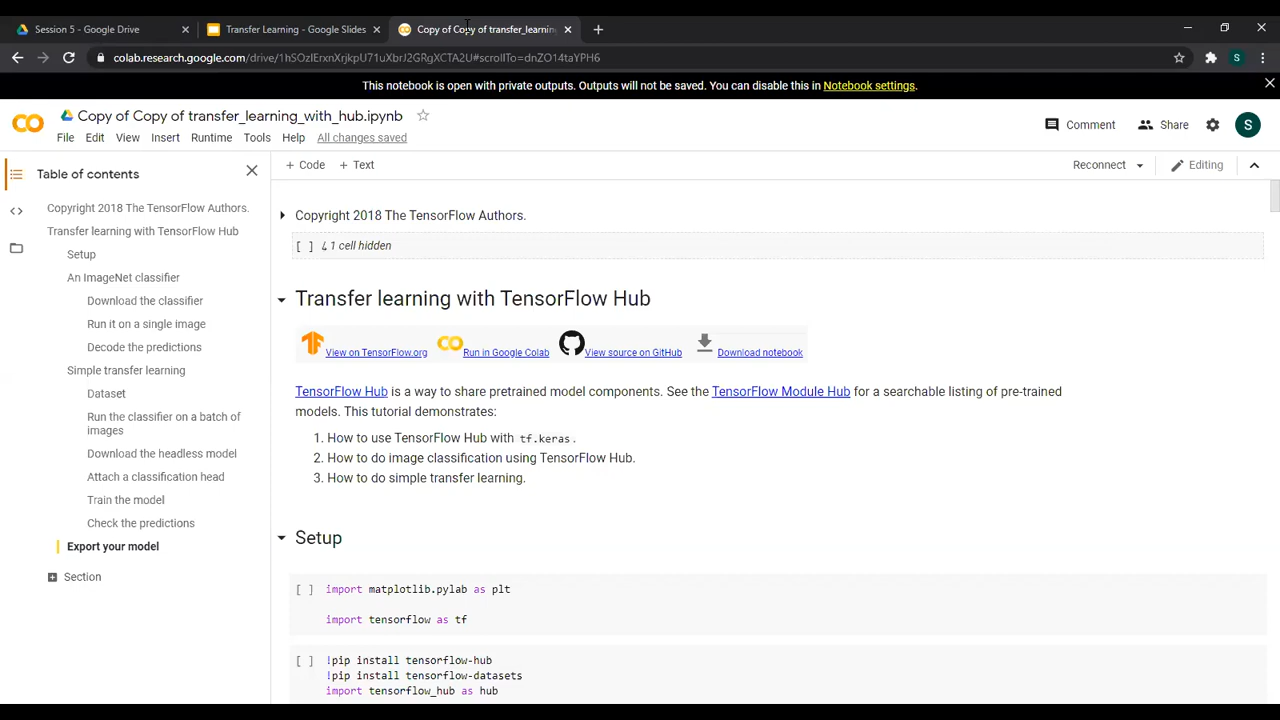 Session 5 - Google Drive
Transfer Learning - Google Slides
Copy of Copy of transfer_learnin
colab.research.google.com/drive/1hSOzIErxnXrjkpU71uXbrJ2GRgXCTA2U#scrollTo=dnZO14taYPH6
S
This notebook is open with private outputs. Outputs will not be saved. You can disable this in Notebook settings.
Copy of Copy of transfer_learning_with_hub.ipynb
File Edit View Insert Runtime Tools Help All changes saved
Comment Share S
Table of contents
+ Code + Text
Reconnect Editing
Copyright 2018 The TensorFlow Authors.
Transfer learning with TensorFlow Hub
Setup
An ImageNet classifier
Download the classifier
Run it on a single image
Decode the predictions
Simple transfer learning
Dataset
Run the classifier on a batch of
images
Download the headless model
Attach a classification head
Train the model
Check the predictions
Export your model
Section
Copyright 2018 The TensorFlow Authors.
[ ] ↳ 1 cell hidden
Transfer learning with TensorFlow Hub
View on TensorFlow.org Run in Google Colab View source on GitHub Download notebook
TensorFlow Hub is a way to share pretrained model components. See the TensorFlow Module Hub for a searchable listing of pre-trained
models. This tutorial demonstrates:
1. How to use TensorFlow Hub with tf.keras.
2. How to do image classification using TensorFlow Hub.
3. How to do simple transfer learning.
Setup
[ ] import matplotlib.pylab as plt
import tensorflow as tf
[ ] !pip install tensorflow-hub
!pip install tensorflow-datasets
import tensorflow_hub as hub